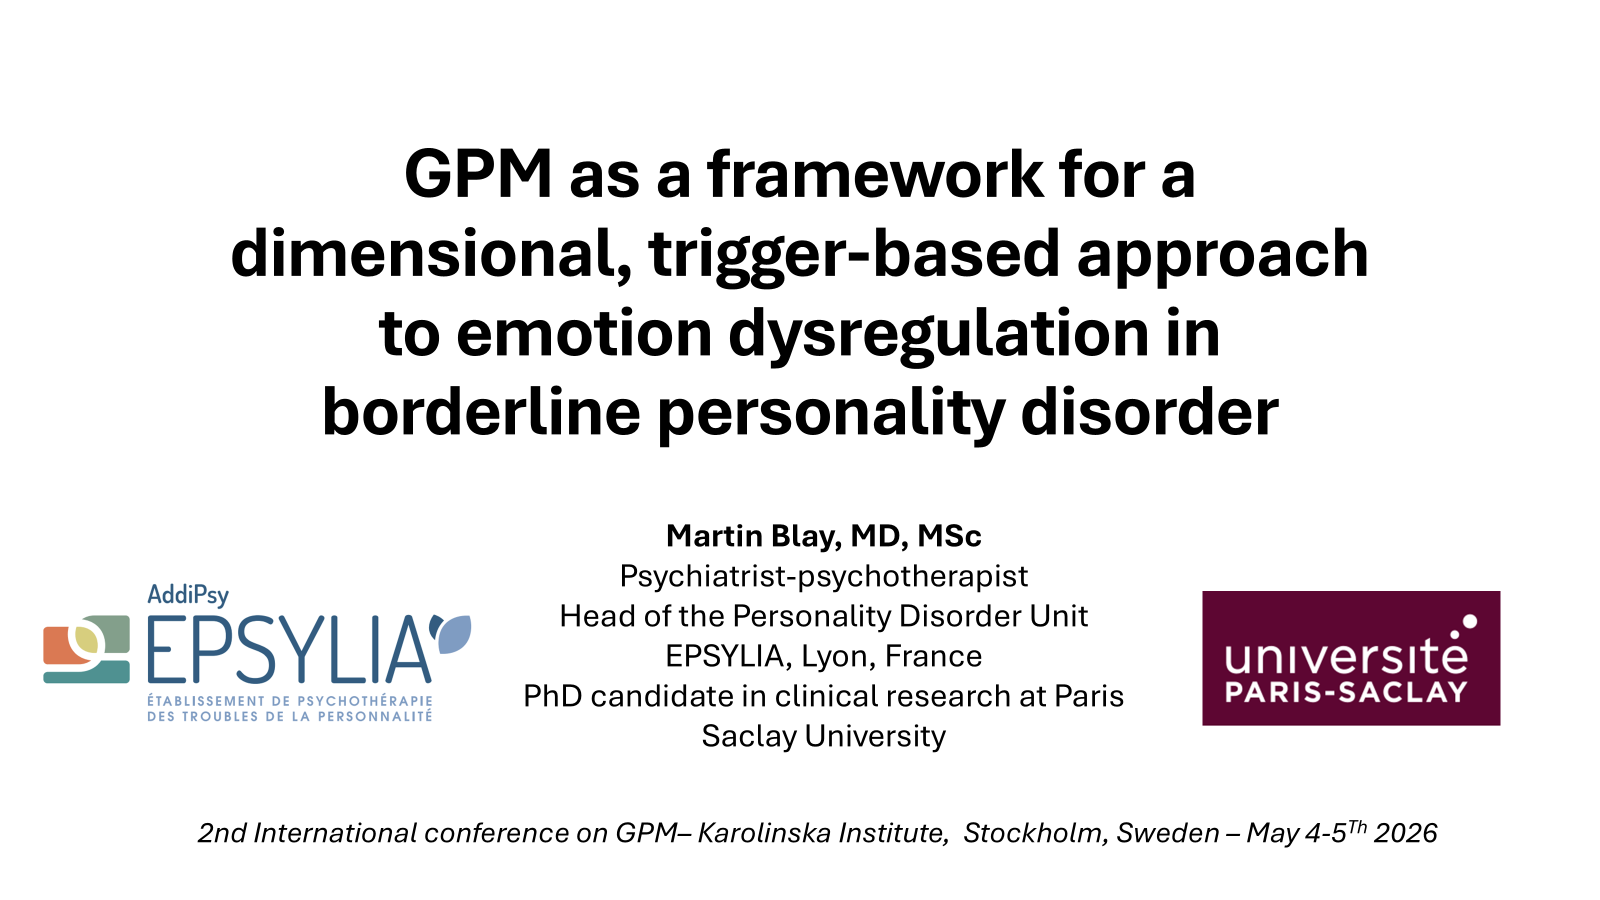 GPM as a framework for a
dimensional, trigger-based approach
to emotion dysregulation in
borderline personality disorder
Martin Blay, MD, MSc
Psychiatrist-psychotherapist
Head of the Personality Disorder Unit
EPSYLIA, Lyon, France
PhD candidate in clinical research at Paris
Saclay University
AddiPsy
EPSYLIA
ÉTABLISSEMENT DE PSYCHOTHÉRAPIE
DES TROUBLES DE LA PERSONNALITÉ
université
PARIS-SACLAY
2nd International conference on GPM– Karolinska Institute, Stockholm, Sweden – May 4-5Th 2026